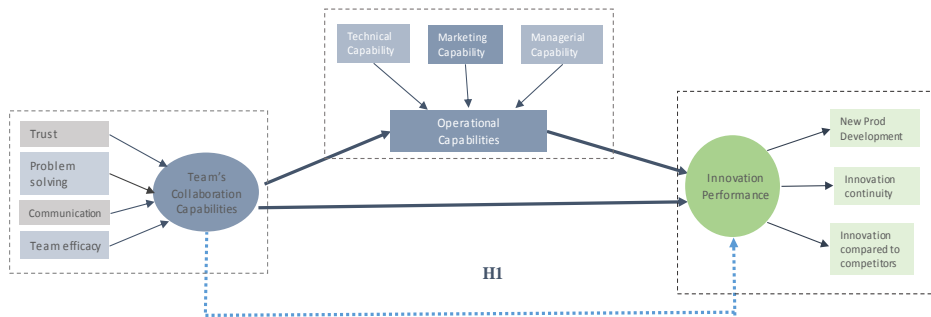 Technical
Capability
Marketing
Capability
Managerial
Capability
Operational
Capabilities
Trust
Problem
solving
Communication
Team efficacy
Team's
Collaboration
Capabilities
Innovation
Performance
New Prod
Development
Innovation
continuity
Innovation
compared to
competitors
H1